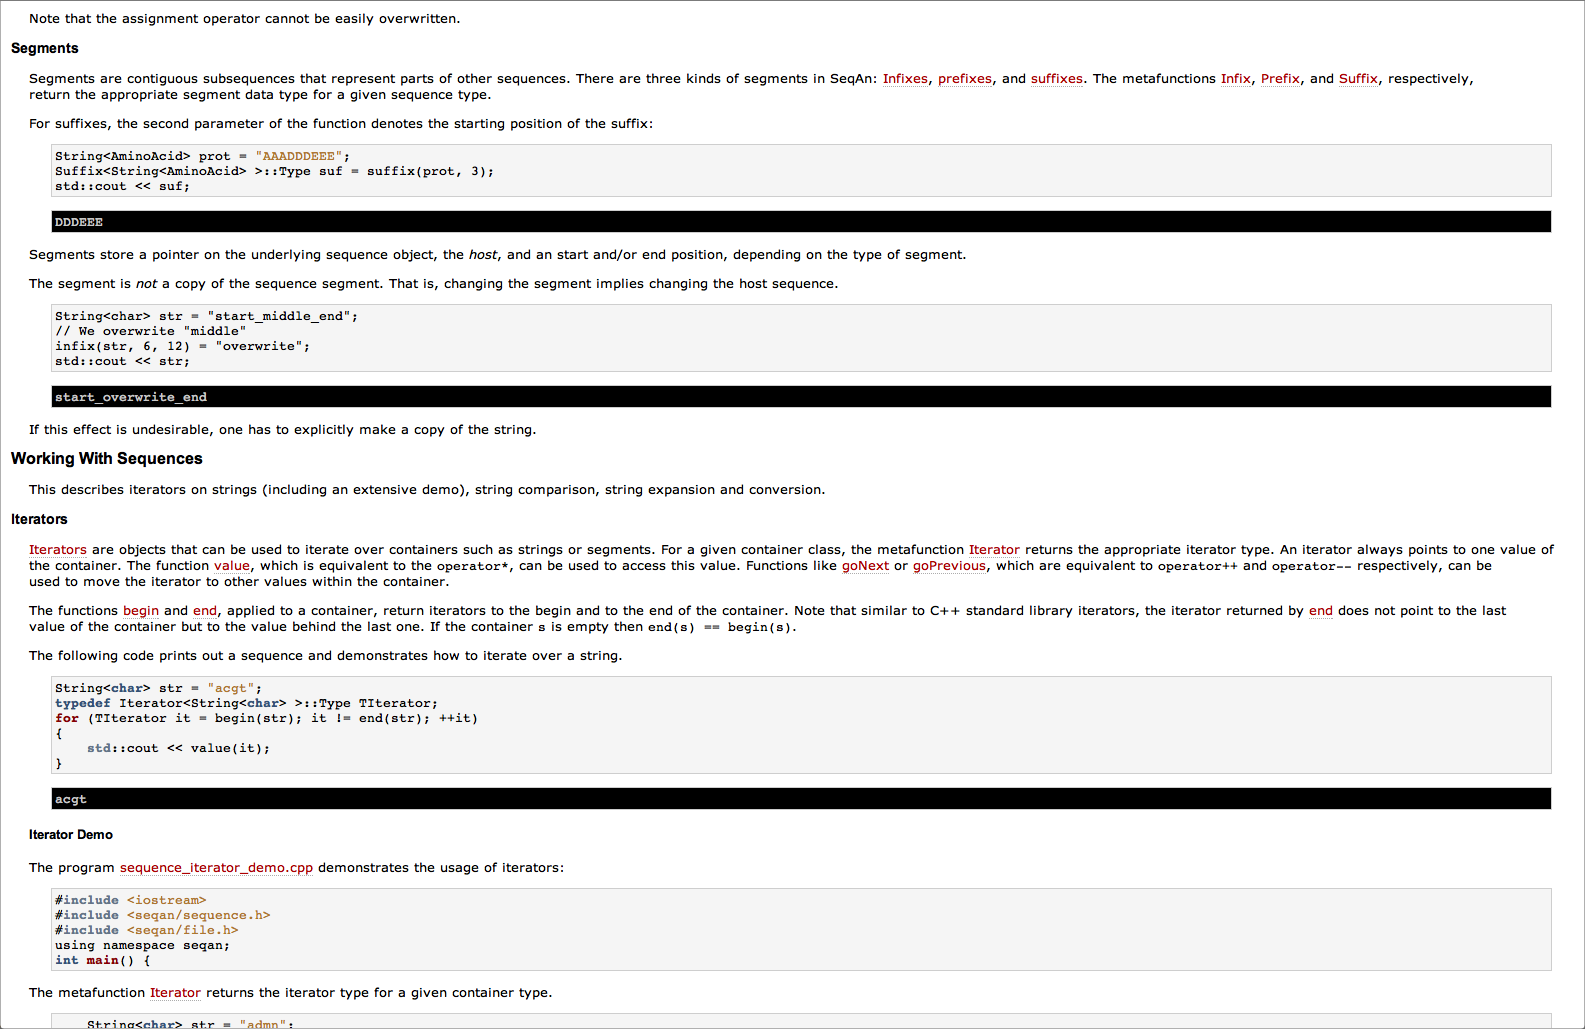 Note that the assignment operator cannot be easily overwritten.
Segments
Segments are contiguous subsequences that represent parts of other sequences. There are three kinds of segments in SeqAn: Infixes, prefixes, and suffixes. The metafunctions Infix, Prefix, and Suffix, respectively,
return the appropriate segment data type for a given sequence type.
For suffixes, the second parameter of the function denotes the starting position of the suffix:
String<AminoAcid> prot = "AAADDDEEE";
Suffix<String<AminoAcid> >::Type suf = suffix(prot, 3);
std::cout << suf;
DDDEEE
Segments store a pointer on the underlying sequence object, the host, and an start and/or end position, depending on the type of segment.
The segment is not a copy of the sequence segment. That is, changing the segment implies changing the host sequence.
String<char> str = "start_middle_end";
// We overwrite "middle"
infix(str, 6, 12) = "overwrite";
std::cout << str;
start_overwrite_end
If this effect is undesirable, one has to explicitly make a copy of the string.
Working With Sequences
This describes iterators on strings (including an extensive demo), string comparison, string expansion and conversion.
Iterators
Iterators are objects that can be used to iterate over containers such as strings or segments. For a given container class, the metafunction Iterator returns the appropriate iterator type. An iterator always points to one value of
the container. The function value, which is equivalent to the operator*, can be used to access this value. Functions like goNext or goPrevious, which are equivalent to operator++ and operator-- respectively, can be
used to move the iterator to other values within the container.
The functions begin and end, applied to a container, return iterators to the begin and to the end of the container. Note that similar to C++ standard library iterators, the iterator returned by end does not point to the last
value of the container but to the value behind the last one. If the container s is empty then end(s) == begin(s).
The following code prints out a sequence and demonstrates how to iterate over a string.
String<char> str = "acgt";
typedef Iterator<String<char> >::Type TIterator;
for (TIterator it = begin(str); it != end(str); ++it)
{
    std::cout << value(it);
}
acgt
Iterator Demo
The program sequence_iterator_demo.cpp demonstrates the usage of iterators:
#include <iostream>
#include <seqan/sequence.h>
#include <seqan/file.h>
using namespace seqan;
int main() {
The metafunction Iterator returns the iterator type for a given container type.
    String<char> str = "admn";